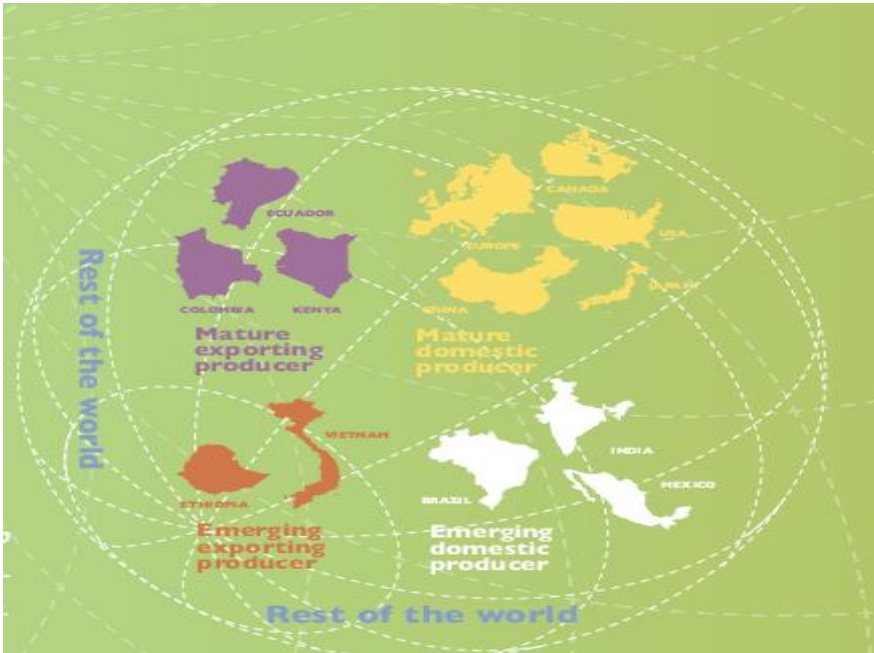 ECUADOR
COLOMBIA
KENYA
Mature
exporting
producer
CANADA
EUROPE
USA
CHINA
JAPAN
Mature
domestic
producer
Rest of the world
VIETNAM
ETHIOPIA
Emerging
exporting
producer
INDIA
BRAZIL
MEXICO
Emerging
domestic
producer
Rest of the world